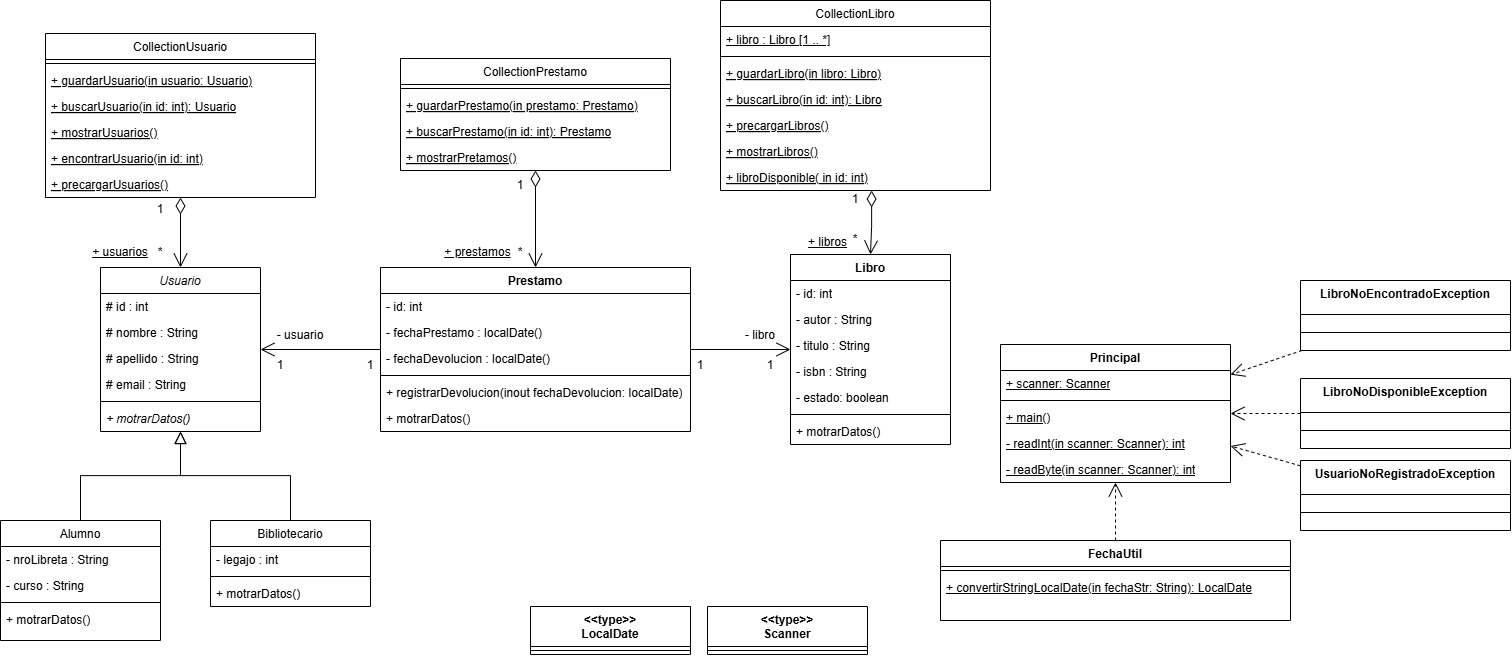 CollectionUsuario
+ guardarUsuario(in usuario: Usuario)
+ buscarUsuario(in id: int): Usuario
+ mostrarUsuarios()
+ encontrarUsuario(in id: int)
+ precargarUsuarios()
1
+ usuarios *
CollectionPrestamo
+ guardarPrestamo(in prestamo: Prestamo)
+ buscarPrestamo(in id: int): Prestamo
+ mostrarPretamos()
1
+ prestamos *
CollectionLibro
+ libro : Libro [1 .. *]
+ guardarLibro(in libro: Libro)
+ buscarLibro(in id: int): Libro
+ precargarLibros()
+ mostrarLibros()
+ libroDisponible( in id: int)
1
+ libros *
Usuario
# id : int
# nombre : String
# apellido : String
# email : String
+ motrarDatos()
- usuario
1
1
Prestamo
- id: int
- fechaPrestamo : localDate()
- fechaDevolucion : localDate()
+ registrarDevolucion(inout fechaDevolucion: localDate)
+ motrarDatos()
- libro
1
1
Libro
- id: int
- autor : String
- titulo : String
- isbn : String
- estado: boolean
+ motrarDatos()
Principal
+ scanner: Scanner
+ main()
- readInt(in scanner: Scanner): int
- readByte(in scanner: Scanner): int
LibroNoEncontradoException
LibroNoDisponibleException
UsuarioNoRegistradoException
Alumno
- nroLibreta : String
- curso : String
+ motrarDatos()
Bibliotecario
- legajo : int
+ motrarDatos()
<<type>>
LocalDate
<<type>>
Scanner
FechaUtil
+ convertirStringLocalDate(in fechaStr: String): LocalDate